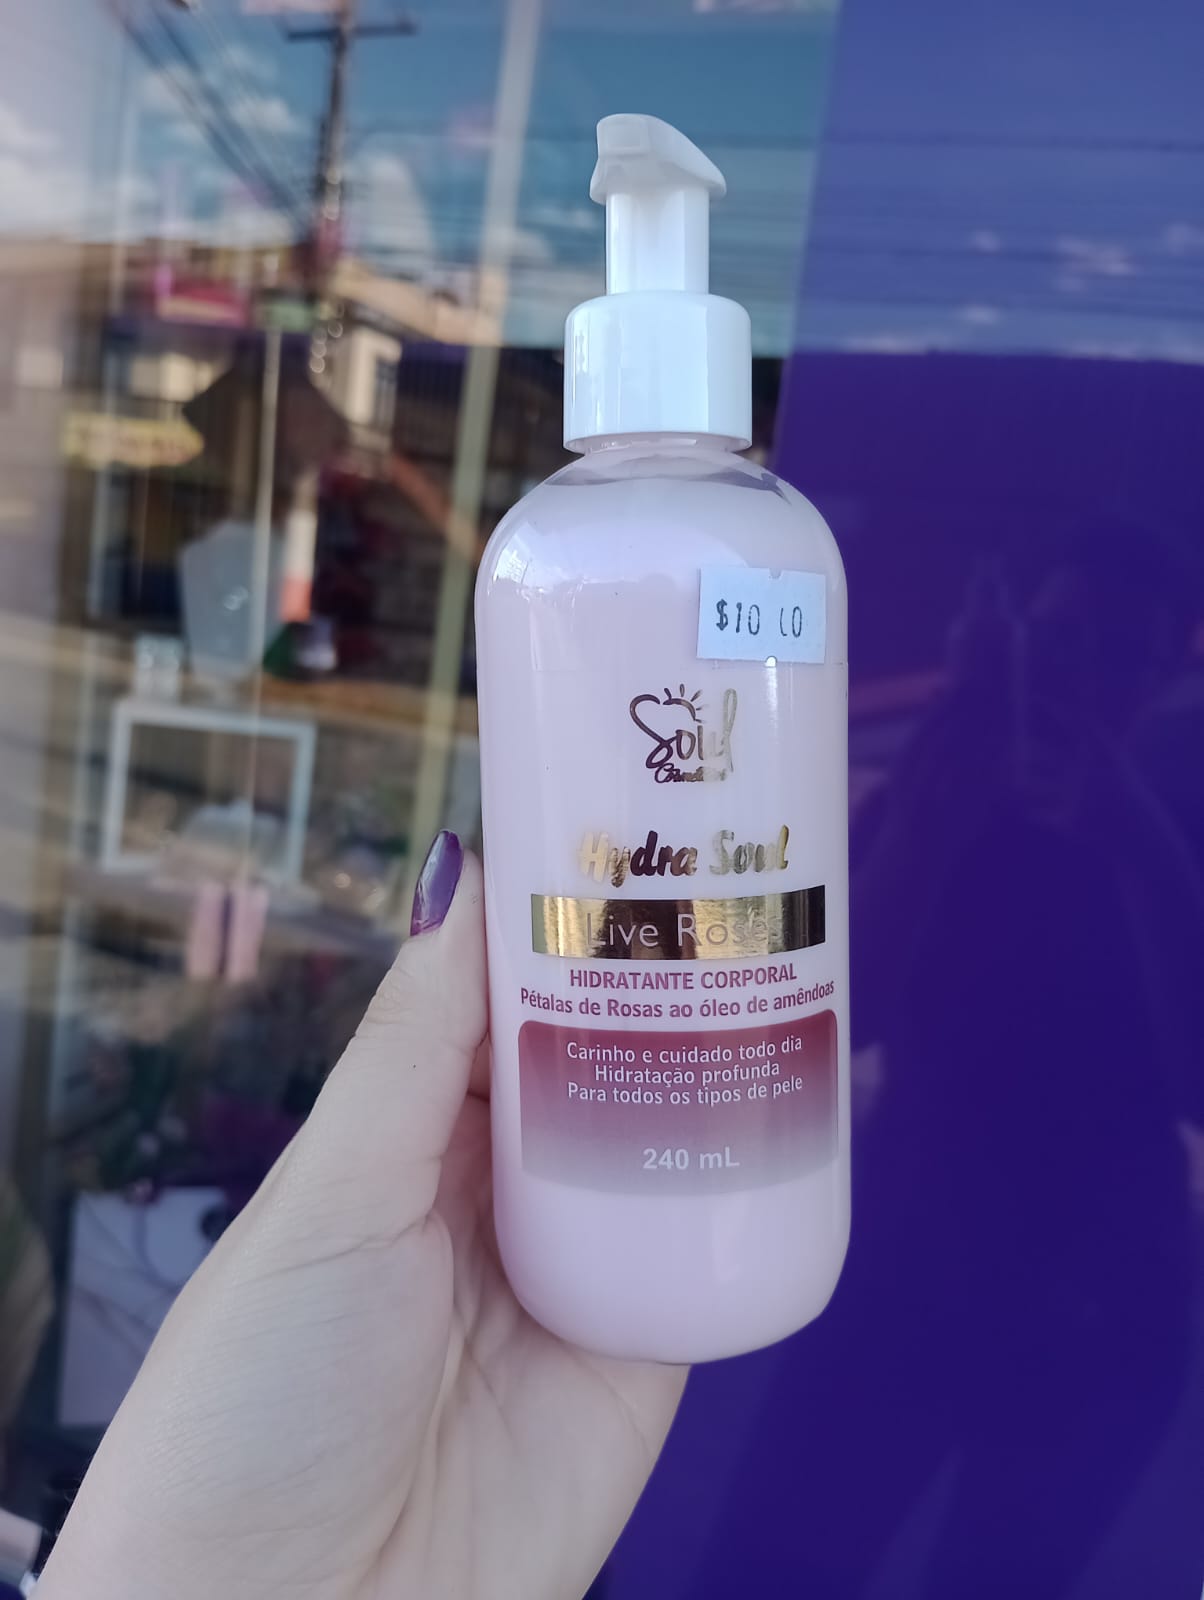 $10 00
Soul
Cosméticos
Hydra Soul
Live Roses
HIDRATANTE CORPORAL
Pétalas de Rosas ao óleo de amêndoas
Carinho e cuidado todo dia
Hidratação profunda
Para todos os tipos de pele
240 mL